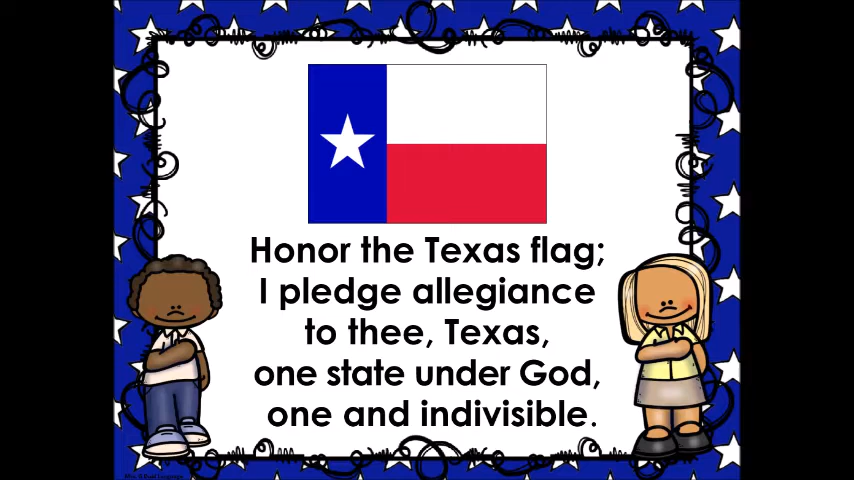 Honor the Texas flag;
I pledge allegiance
to thee, Texas,
one state under God,
one and indivisible.